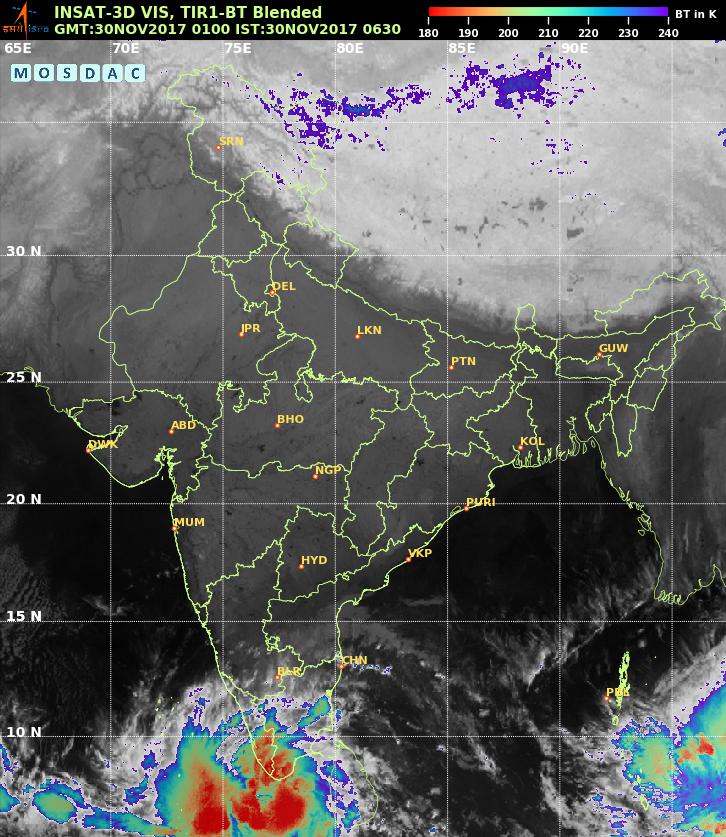 INSAT-3D VIS, TIR1-BT Blended
GMT:30NOV2017 0100 IST:30NOV2017 0630
BT in K
180 190 200 210 220 230 240
65E 70E 75E 80E 85E 90E
MOSDAC
SRN
30 N
DEL
JPR
LKN
GUW
PTN
25 N
ABD
BHO
DWK
KOL
NGP
20 N
PURI
MUM
VKP
HYD
15 N
CHN
BLR
PBL
10 N